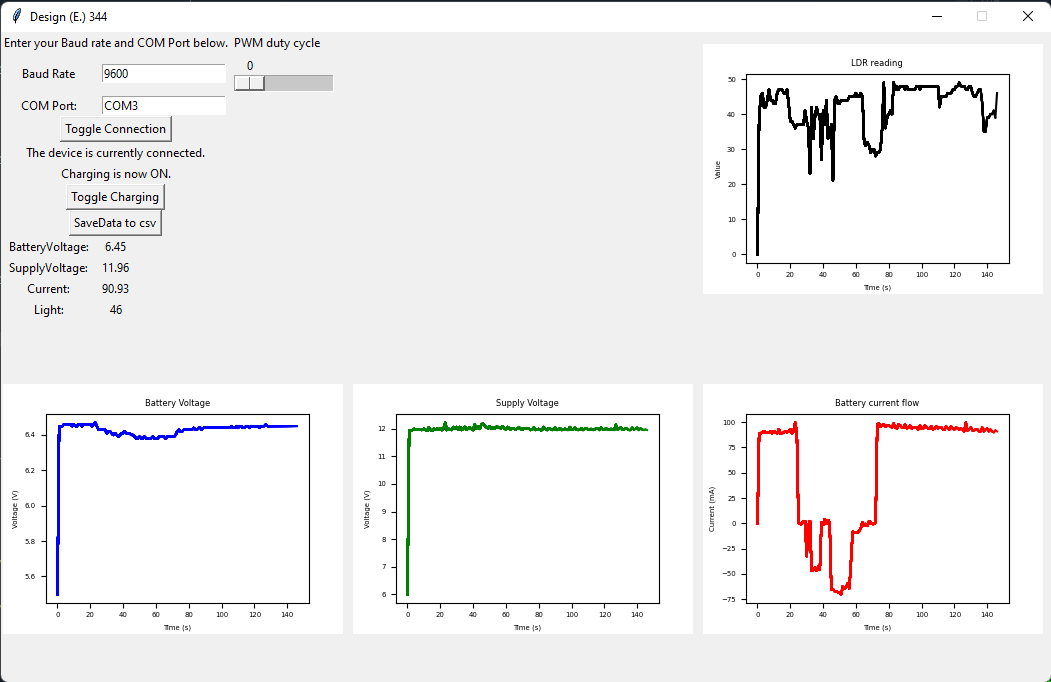 Design (E.) 344
Enter your Baud rate and COM Port below. PWM duty cycle
0
Baud Rate 9600
COM Port: COM3
Toggle Connection
The device is currently connected.
Charging is now ON.
Toggle Charging
SaveData to csv
BatteryVoltage: 6.45
SupplyVoltage: 11.96
Current: 90.93
Light: 46
LDR reading
50
40
30
20
10
0
Value
0 20 40 60 80 100 120 140
Time (s)
Battery Voltage
6.4
6.2
6.0
5.8
5.6
Voltage (V)
0 20 40 60 80 100 120 140
Time (s)
Supply Voltage
12
11
10
9
8
7
6
Voltage (V)
0 20 40 60 80 100 120 140
Time (s)
Battery current flow
100
75
50
25
0
−25
−50
−75
Current (mA)
0 20 40 60 80 100 120 140
Time (s)